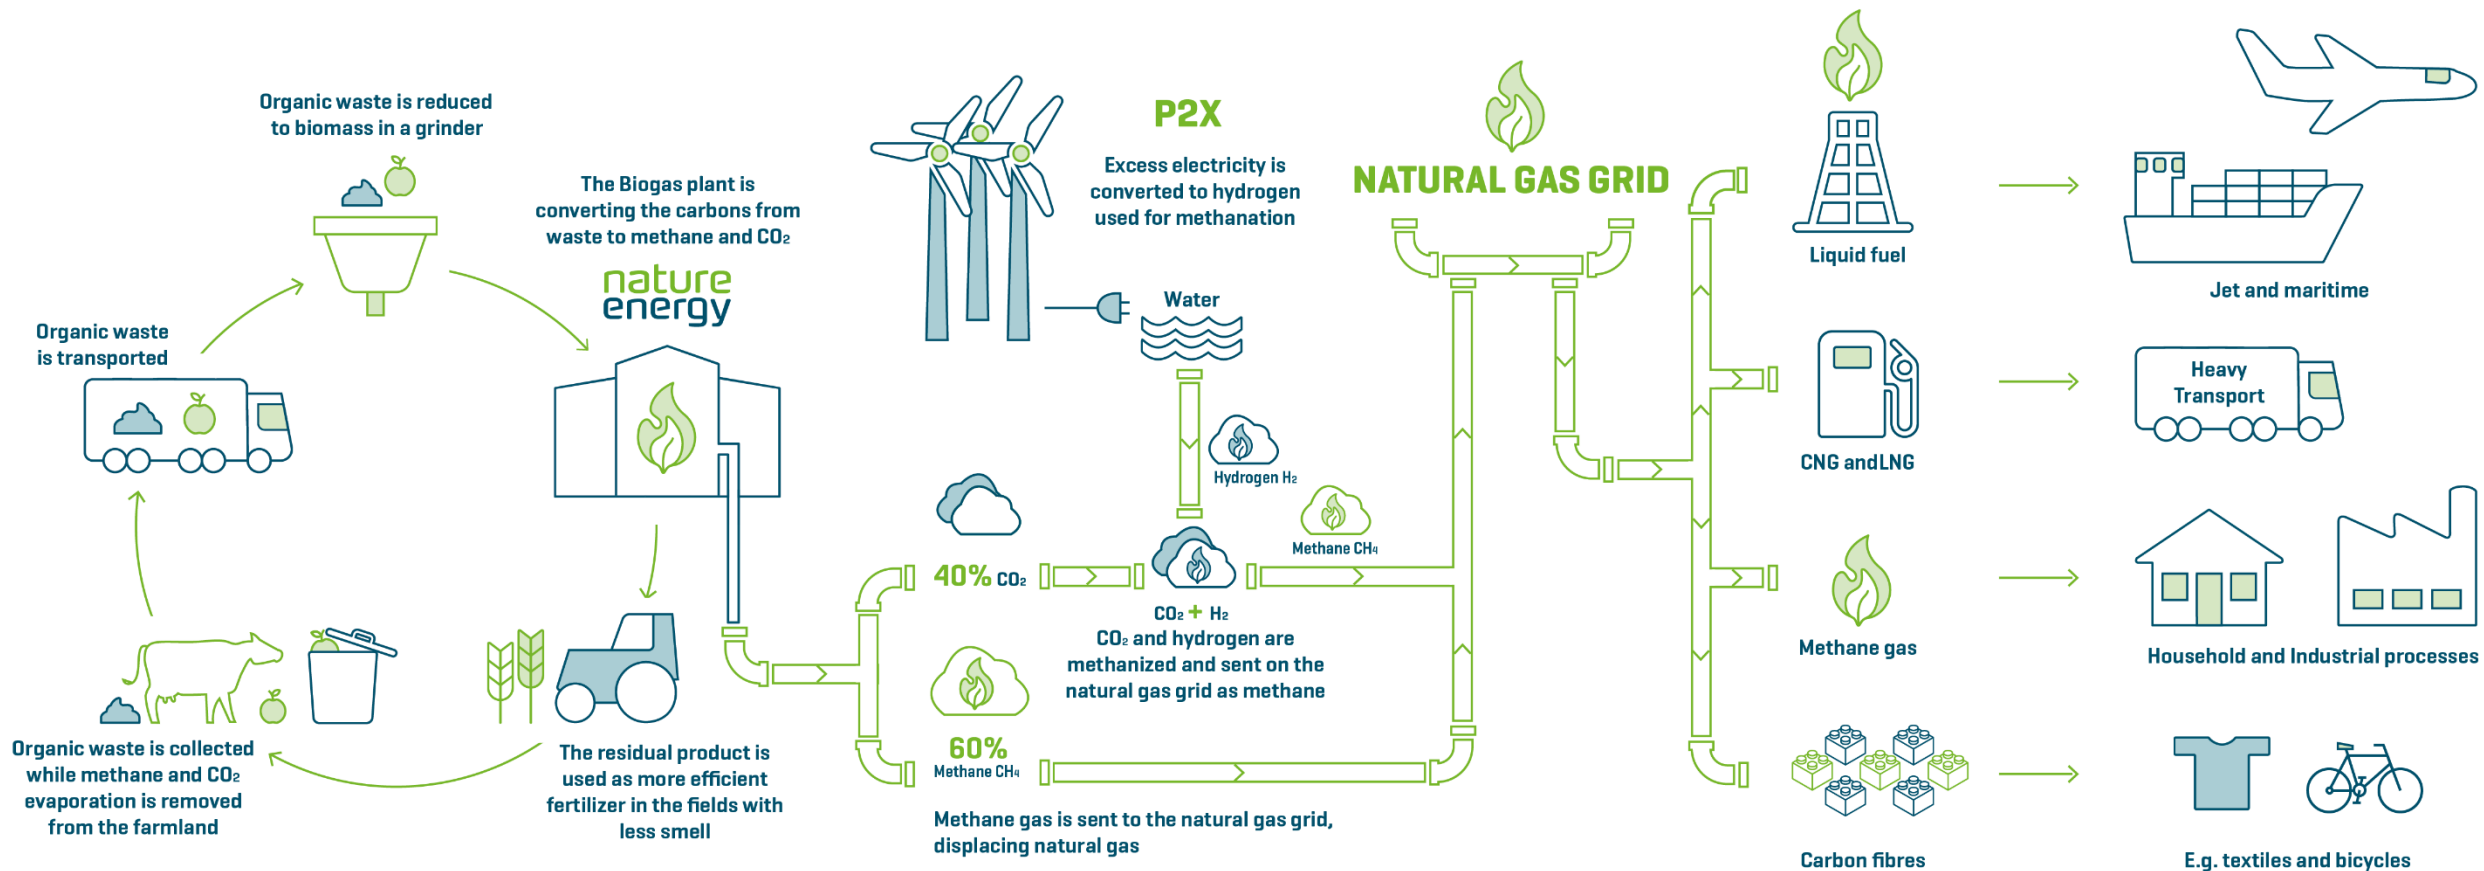 Organic waste is reduced
to biomass in a grinder
The Biogas plant is
converting the carbons from
waste to methane and CO₂
nature
energy
Organic waste
is transported
Organic waste is collected
while methane and CO₂
evaporation is removed
from the farmland
The residual product is
used as more efficient
fertilizer in the fields with
less smell
P2X
Excess electricity is
converted to hydrogen
used for methanation
Water
Hydrogen H₂
40% CO₂
CO₂ + H₂
CO₂ and hydrogen are
methanized and sent on the
natural gas grid as methane
Methane CH₄
60%
Methane CH₄
Methane gas is sent to the natural gas grid,
displacing natural gas
NATURAL GAS GRID
Liquid fuel
Jet and maritime
CNG andLNG
Heavy
Transport
Methane gas
Household and Industrial processes
Carbon fibres
E.g. textiles and bicycles